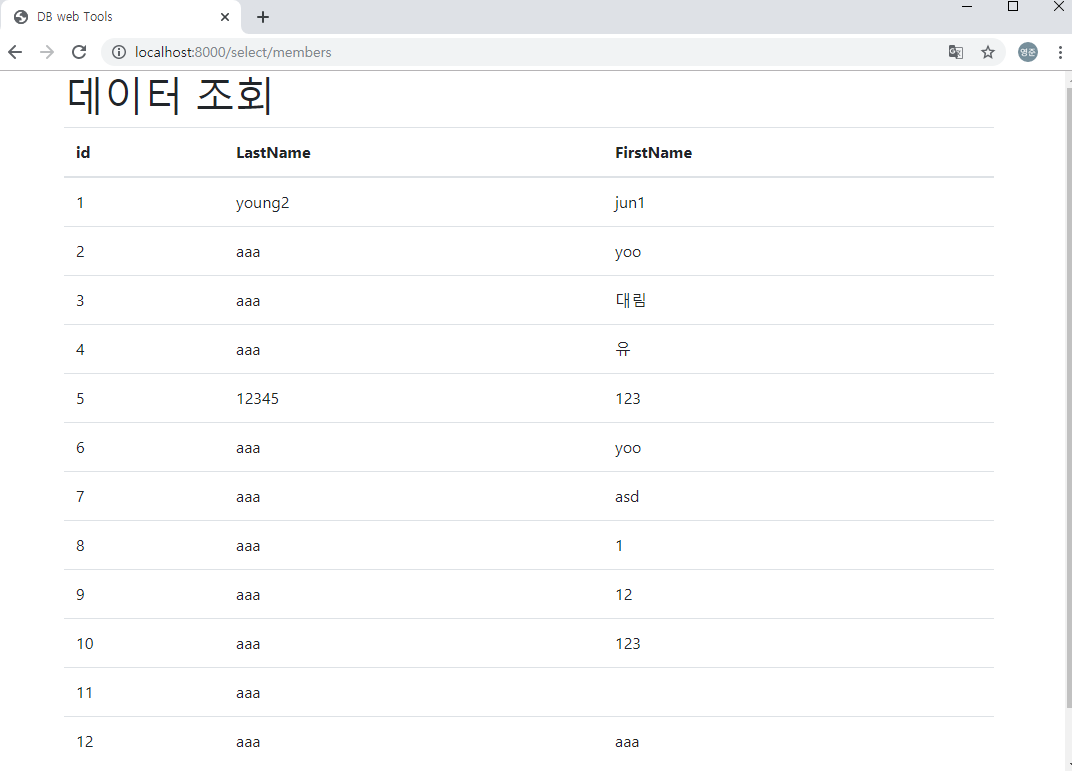 DB web Tools
localhost:8000/select/members
영준
데이터 조회
id LastName FirstName
1 young2 jun1
2 aaa yoo
3 aaa 대림
4 aaa 유
5 12345 123
6 aaa yoo
7 aaa asd
8 aaa 1
9 aaa 12
10 aaa 123
11 aaa
12 aaa aaa